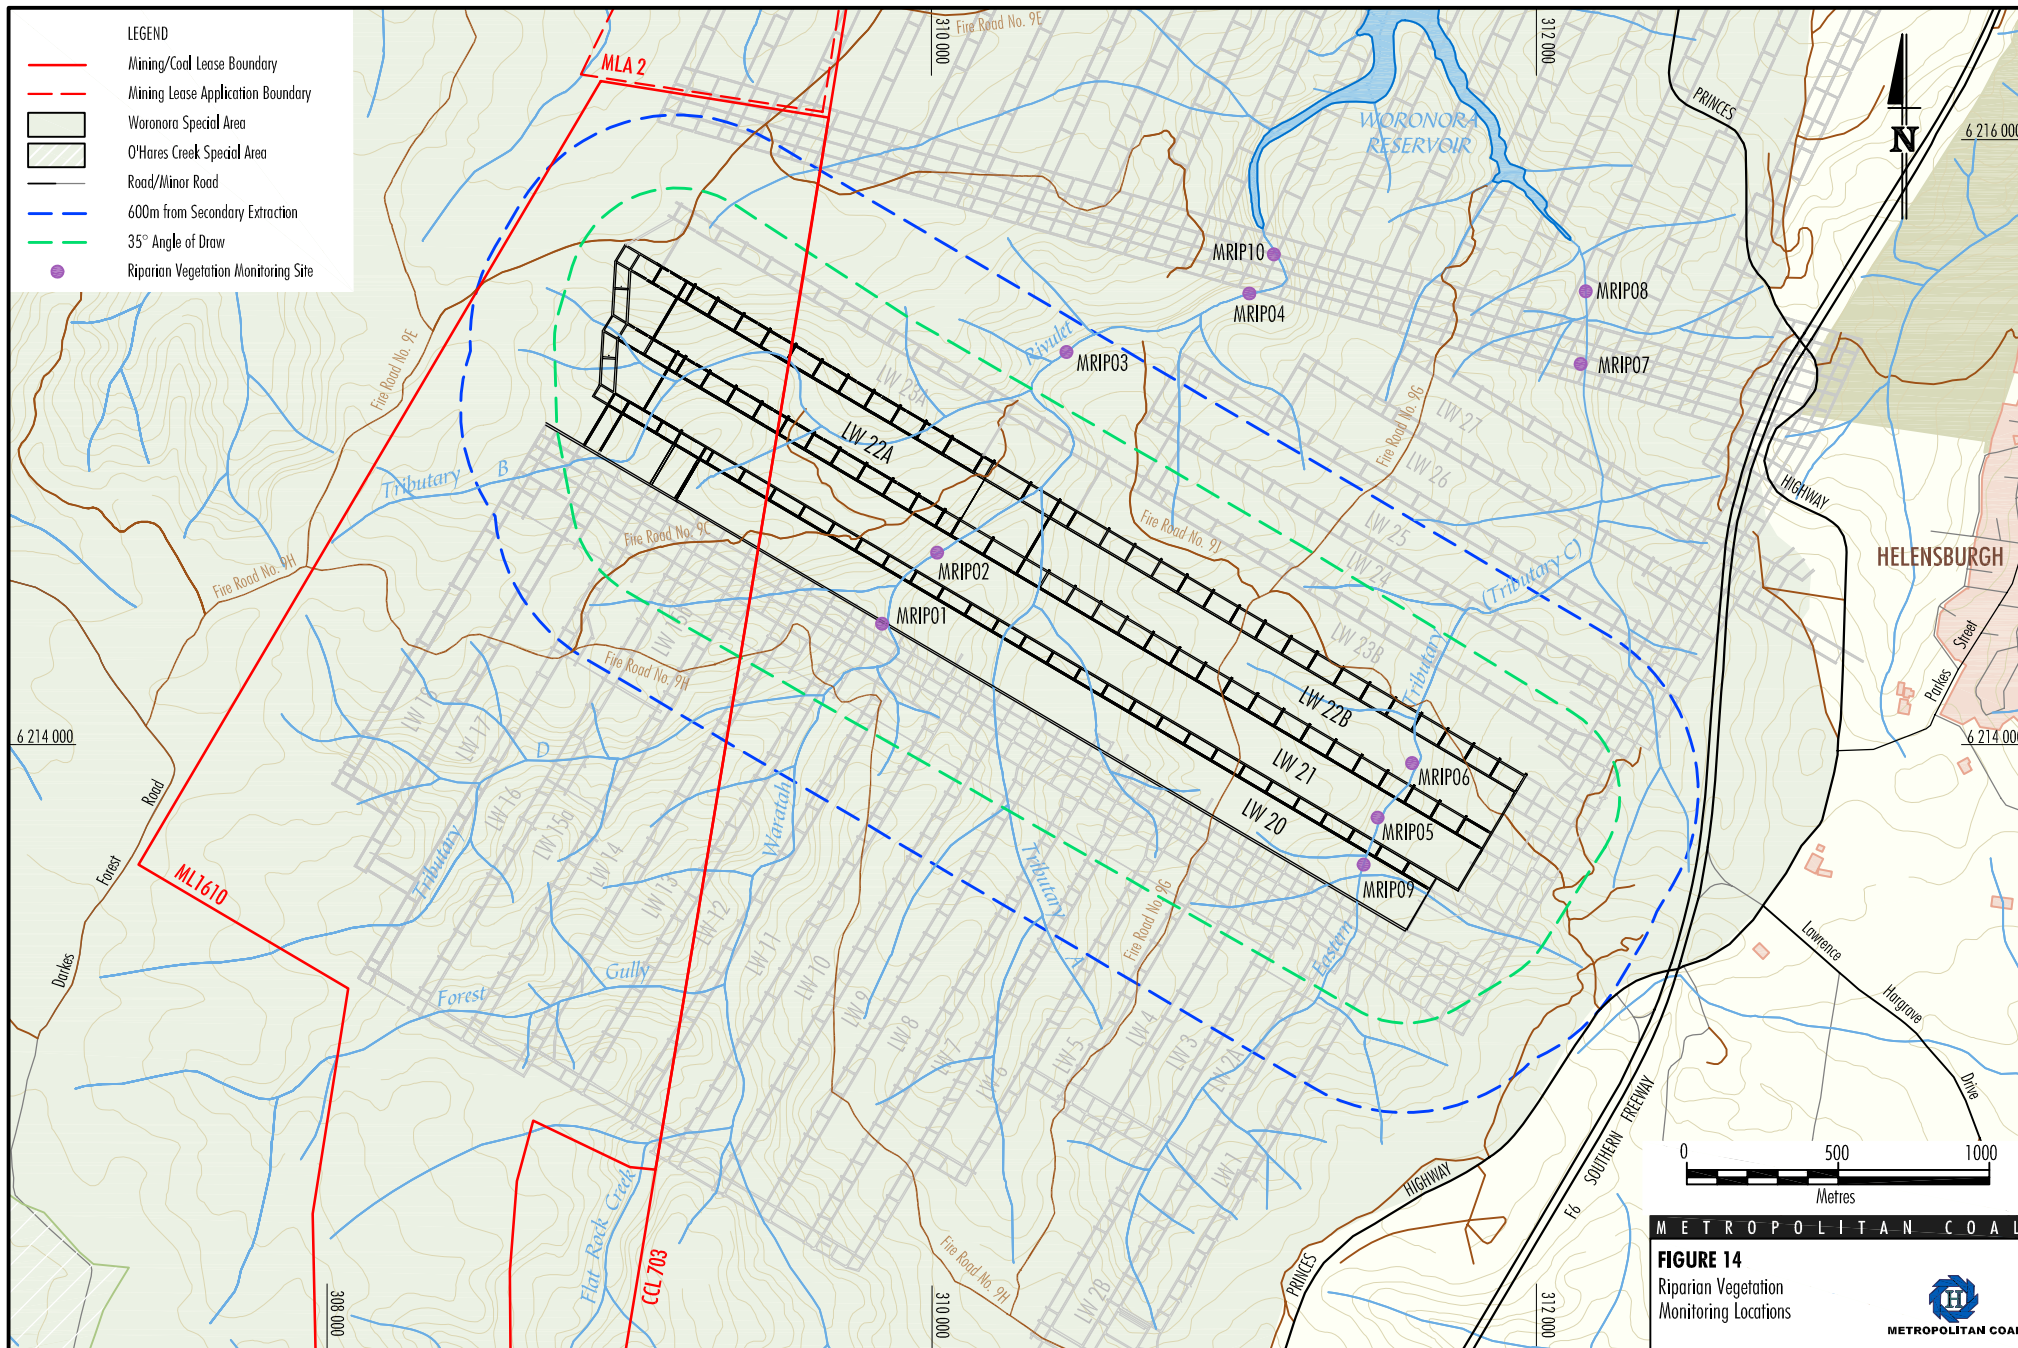 LEGEND
Mining/Coal Lease Boundary
Mining Lease Application Boundary
Woronora Special Area
O'Hares Creek Special Area
Road/Minor Road
600m from Secondary Extraction
35° Angle of Draw
Riparian Vegetation Monitoring Site
MLA 2
310 000
Fire Road No. 9E
312 000
PRINCES
6 216 000
N
WORONORA
RESERVOIR
MRIP10
MRIP04
MRIP08
MRIP07
Rivulet
MRIP03
Fire Road No. 9E
LW 23A
LW 22A
LW 27
LW 26
LW 25
LW 24
LW 23B
Fire Road No. 9G
HIGHWAY
HELENSBURGH
Tributary B
Fire Road No. 9C
Fire Road No. 9J
(Tributary C)
Fire Road No. 9H
MRIP02
MRIP01
Fire Road No. 9H
Tributary
Parkes Street
6 214 000
6 214 000
LW 18
LW 17
LW 16
LW 15a
LW 14
LW 13
LW 12
LW 11
LW 10
LW 9
LW 8
LW 7
LW 6
LW 5
LW 4
LW 3
LW 2A
LW 1
LW 2B
D
Tributary
Waratah
LW 22B
LW 21
LW 20
MRIP06
MRIP05
MRIP09
Tributary A
Fire Road No. 9G
Eastern
Darkes Forest Road
ML1610
Forest Gully
Lawrence Hargrave Drive
Flat Rock Creek
CCL 703
Fire Road No. 9H
PRINCES HIGHWAY
F6 SOUTHERN FREEWAY
308 000
310 000
312 000
0 500 1000
Metres
METROPOLITAN COAL
FIGURE 14
Riparian Vegetation
Monitoring Locations
H
METROPOLITAN COAL